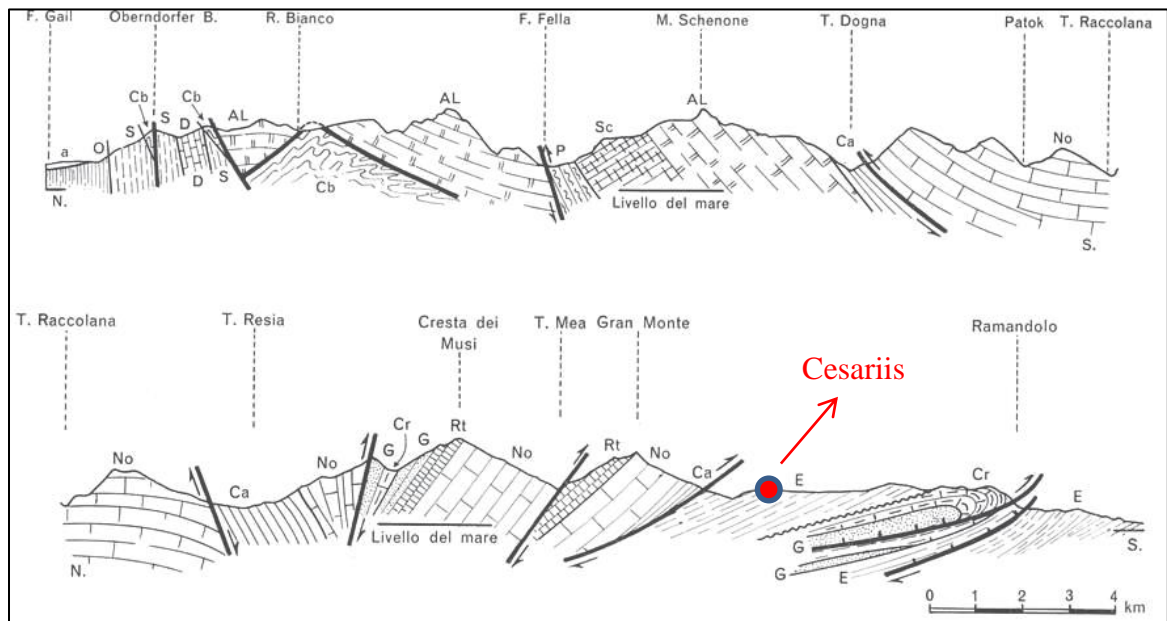 F. Gail Oberndorfer B. R. Bianco F. Fella M. Schenone T. Dogna Patok T. Raccolana
Cb S Cb AL AL AL
a O S D S D S Cb P Sc Ca No
N. Livello del mare S.
T. Raccolana T. Resia Cresta dei Musi T. Mea Gran Monte Ramandolo
Cesariis
No Ca No G Cr G Rt No Rt No Ca E Cr E
N. Livello del mare G G E S.
0 1 2 3 4
km